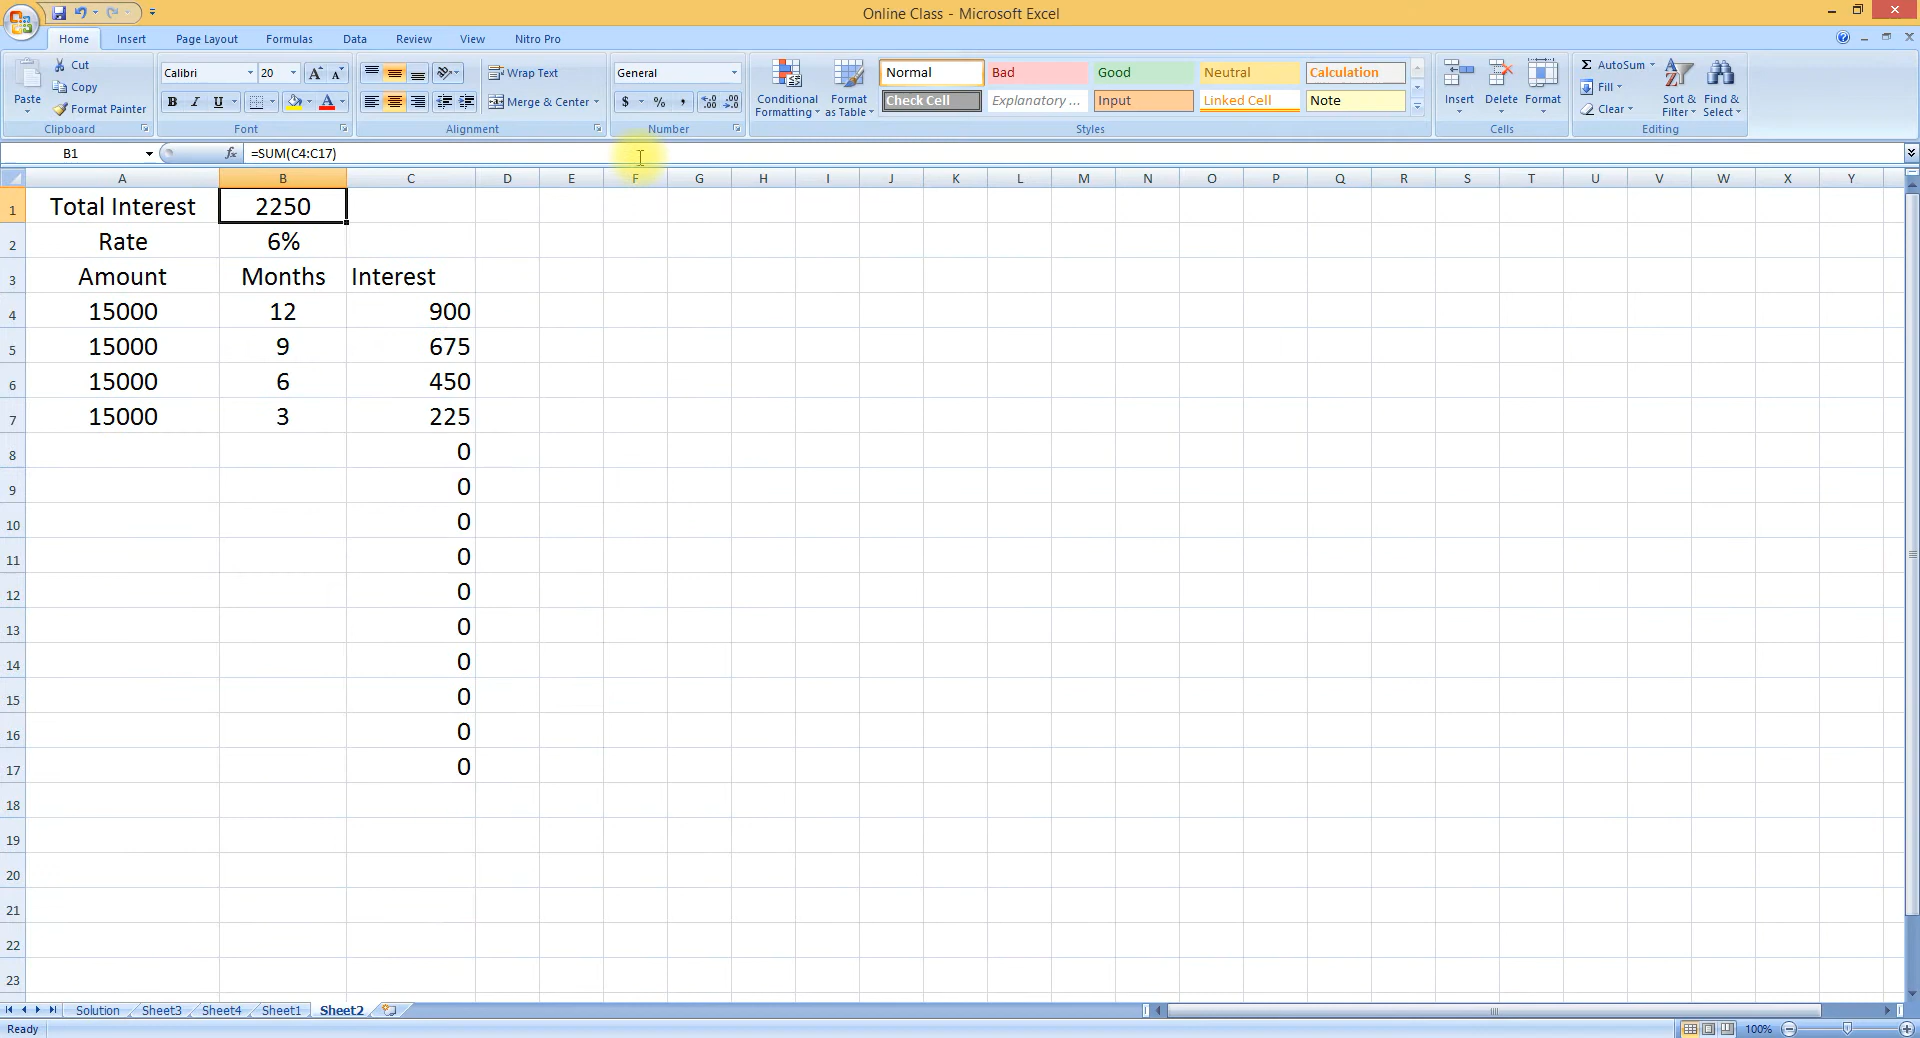 Online Class - Microsoft Excel
Home Insert Page Layout Formulas Data Review View Nitro Pro
Paste Cut Copy Format Painter
Clipboard
Calibri 20
B I U
Font
Wrap Text
Merge & Center
Alignment
General
$ % ,
Number
Conditional Formatting
Format as Table
Normal Bad Good Neutral Calculation
Check Cell Explanatory ... Input Linked Cell Note
Styles
Insert Delete Format
Cells
Σ AutoSum
Fill
Clear
Sort & Filter
Find & Select
Editing
B1 fx =SUM(C4:C17)
A B C D E F G H I J K L M N O P Q R S T U V W X Y
1 Total Interest 2250
2 Rate 6%
3 Amount Months Interest
4 15000 12 900
5 15000 9 675
6 15000 6 450
7 15000 3 225
8 0
9 0
10 0
11 0
12 0
13 0
14 0
15 0
16 0
17 0
18
19
20
21
22
23
Solution Sheet3 Sheet4 Sheet1 Sheet2
Ready 100%